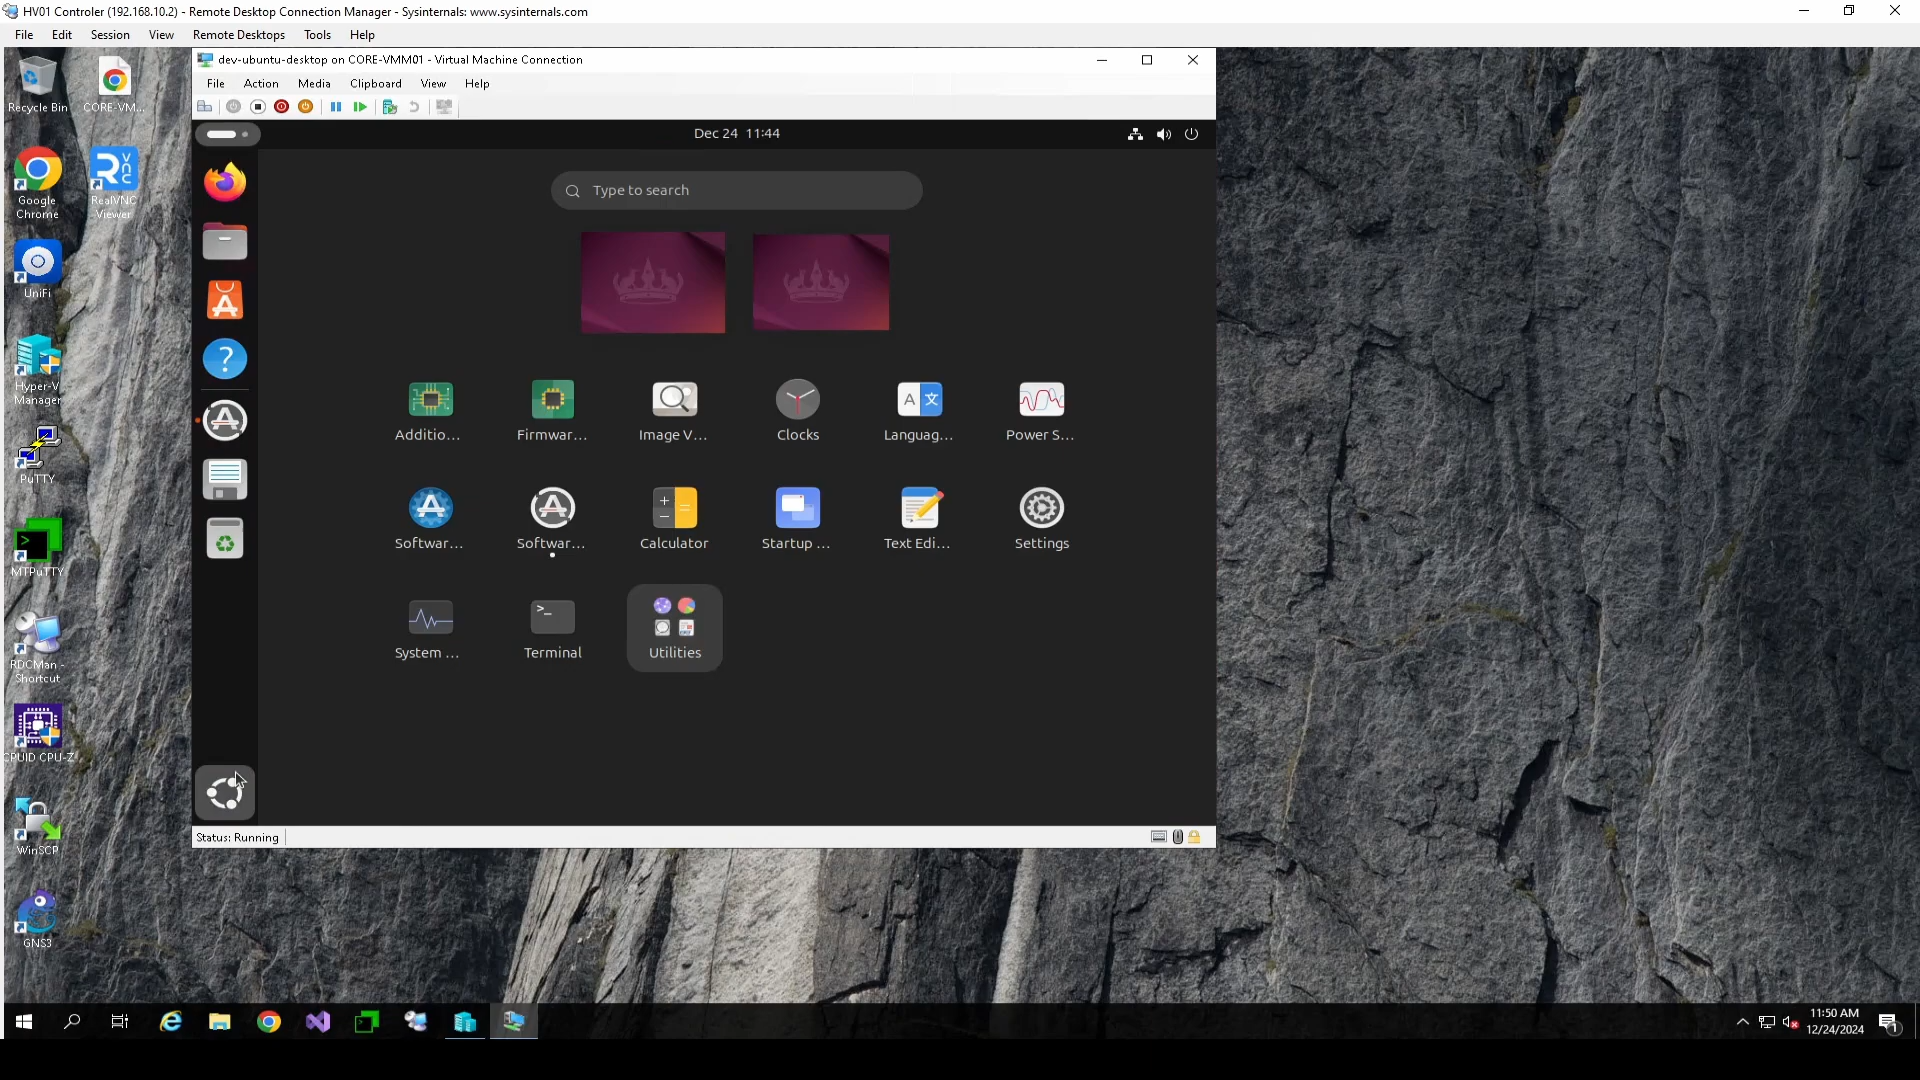 HV01 Controler (192.168.10.2) - Remote Desktop Connection Manager - Sysinternals: www.sysinternals.com
File Edit Session View Remote Desktops Tools Help
dev-ubuntu-desktop on CORE-VMM01 - Virtual Machine Connection
File Action Media Clipboard View Help
Dec 24 11:44
Type to search
Additio... Firmwar... Image V... Clocks Languag... Power S...
Softwar... Softwar... Calculator Startup ... Text Edi... Settings
System ... Terminal Utilities
Status: Running
Recycle Bin CORE-VM...
Google
Chrome
RealVNC
Viewer
UniFi
Hyper-V
Manager
PuTTY
MTPuTTY
RDCMan -
Shortcut
CPUID CPU-Z
WinSCP
GNS3
11:50 AM
12/24/2024
1